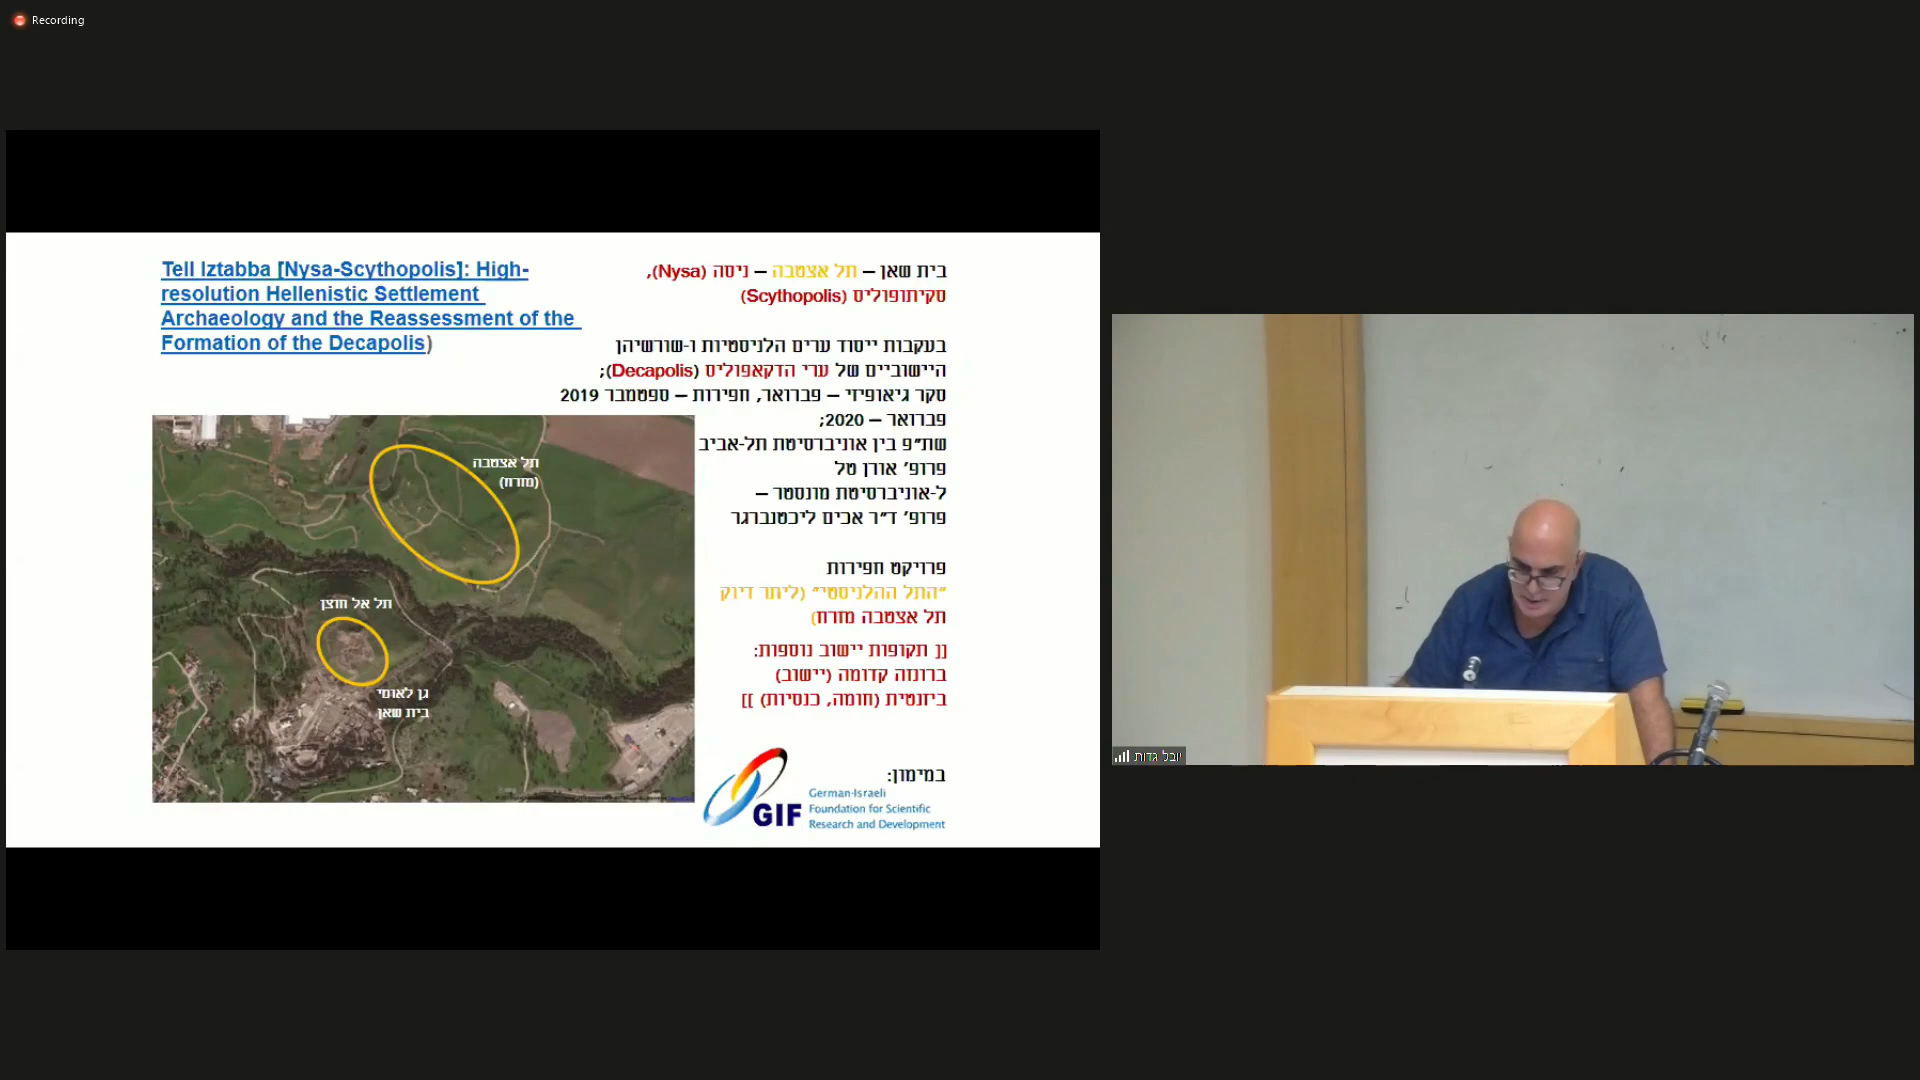 Recording
Tell Iztabba [Nysa-Scythopolis]: High-
resolution Hellenistic Settlement
Archaeology and the Reassessment of the
Formation of the Decapolis)
בית שאן – תל אצטבה – ניסה (Nysa),
סקיתופוליס (Scythopolis)
בעקבות ייסוד ערים הלניסטיות ו-שורשיהן
היישוביים של ערי הדקאפוליס (Decapolis);
סקר גיאופיזי – פברואר, חפירות – ספטמבר 2019
פברואר – 2020;
שת"פ בין אוניברסיטת תל-אביב
פרופ' אורן טל
ל-אוניברסיטת מונסטר –
פרופ' ד"ר אכים ליכטנברגר
פרויקט חפירות
"התל ההלניסטי" (ליתר דיוק
תל אצטבה מזרח)
[[ תקופות יישוב נוספות:
ברונזה קדומה (יישוב)
ביזנטית (חומה, כנסיות) ]]
תל אצטבה
(מזרח)
תל אל חוצן
גן לאומי
בית שאן
במימון:
GIF
German-Israeli
Foundation for Scientific
Research and Development
יובל גדות